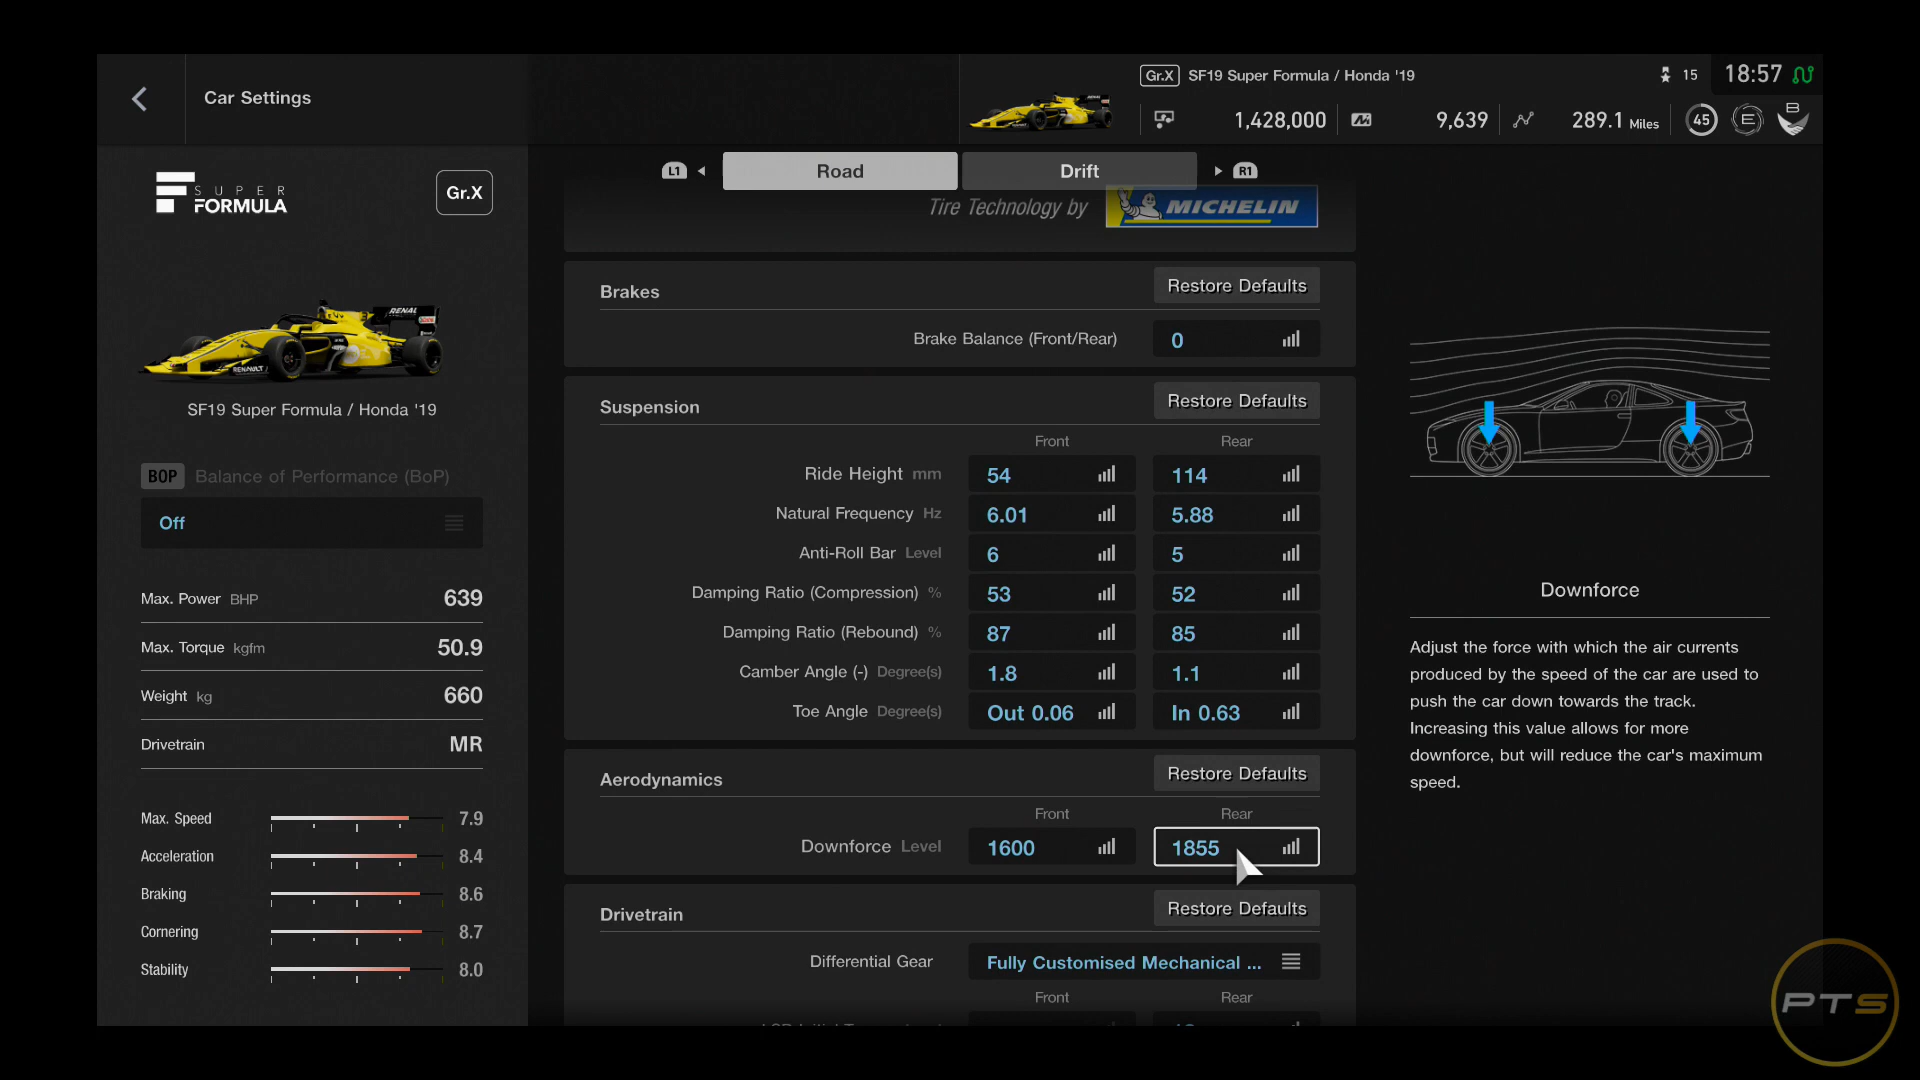 Car Settings
Gr.X SF19 Super Formula / Honda '19
15
18:57
1,428,000
9,639
289.1 Miles
45
E
B
L1
Road
Drift
R1
SUPER
FORMULA
Gr.X
Tire Technology by
MICHELIN
SF19 Super Formula / Honda '19
BOP Balance of Performance (BoP)
Off
Max. Power BHP 639
Max. Torque kgfm 50.9
Weight kg 660
Drivetrain MR
Max. Speed 7.9
Acceleration 8.4
Braking 8.6
Cornering 8.7
Stability 8.0
Brakes
Restore Defaults
Brake Balance (Front/Rear) 0
Suspension
Restore Defaults
Front Rear
Ride Height mm 54 114
Natural Frequency Hz 6.01 5.88
Anti-Roll Bar Level 6 5
Damping Ratio (Compression) % 53 52
Damping Ratio (Rebound) % 87 85
Camber Angle (-) Degree(s) 1.8 1.1
Toe Angle Degree(s) Out 0.06 In 0.63
Aerodynamics
Restore Defaults
Front Rear
Downforce Level 1600 1855
Drivetrain
Restore Defaults
Differential Gear Fully Customised Mechanical ...
Front Rear
Downforce
Adjust the force with which the air currents
produced by the speed of the car are used to
push the car down towards the track.
Increasing this value allows for more
downforce, but will reduce the car's maximum
speed.
PTS